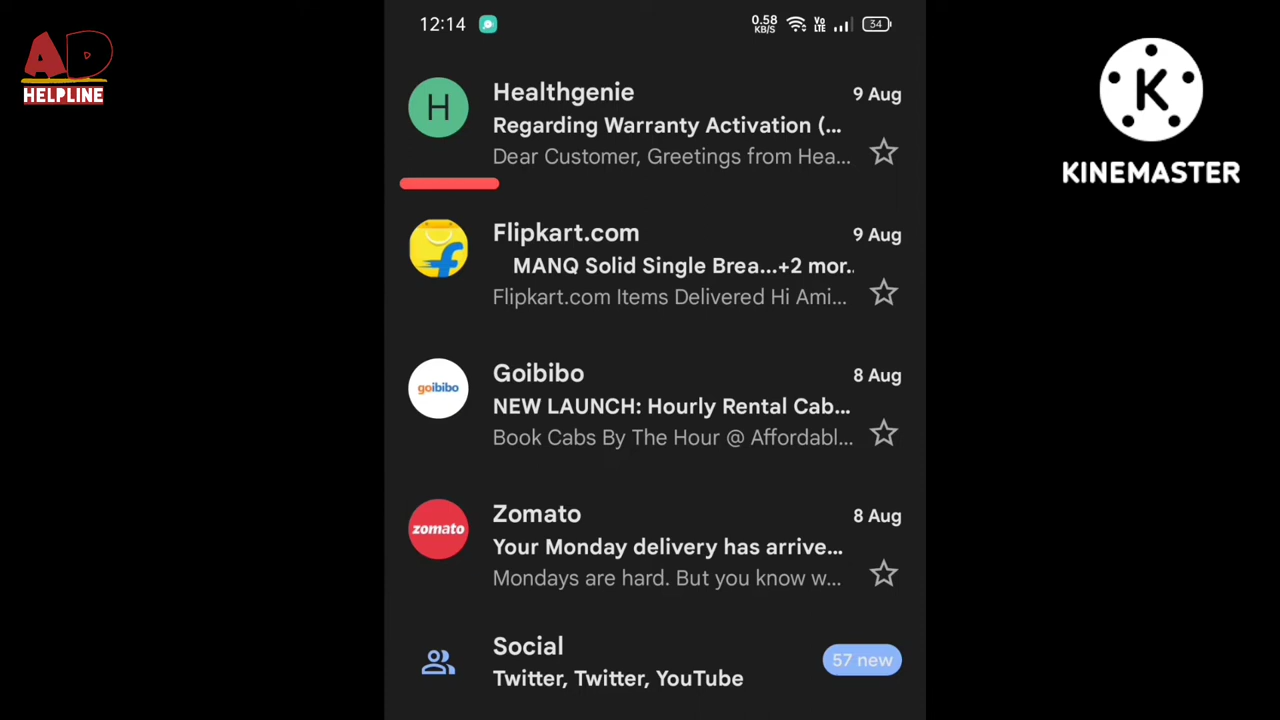 AD
HELPLINE
12:14
0.58
KB/S
Vo
LTE
34
K
KINEMASTER
H
Healthgenie
9 Aug
Regarding Warranty Activation (...
Dear Customer, Greetings from Hea...
f
Flipkart.com
9 Aug
MANQ Solid Single Brea...+2 mor..
Flipkart.com Items Delivered Hi Ami...
goibibo
Goibibo
8 Aug
NEW LAUNCH: Hourly Rental Cab...
Book Cabs By The Hour @ Affordabl...
zomato
Zomato
8 Aug
Your Monday delivery has arrive...
Mondays are hard. But you know w...
Social
57 new
Twitter, Twitter, YouTube